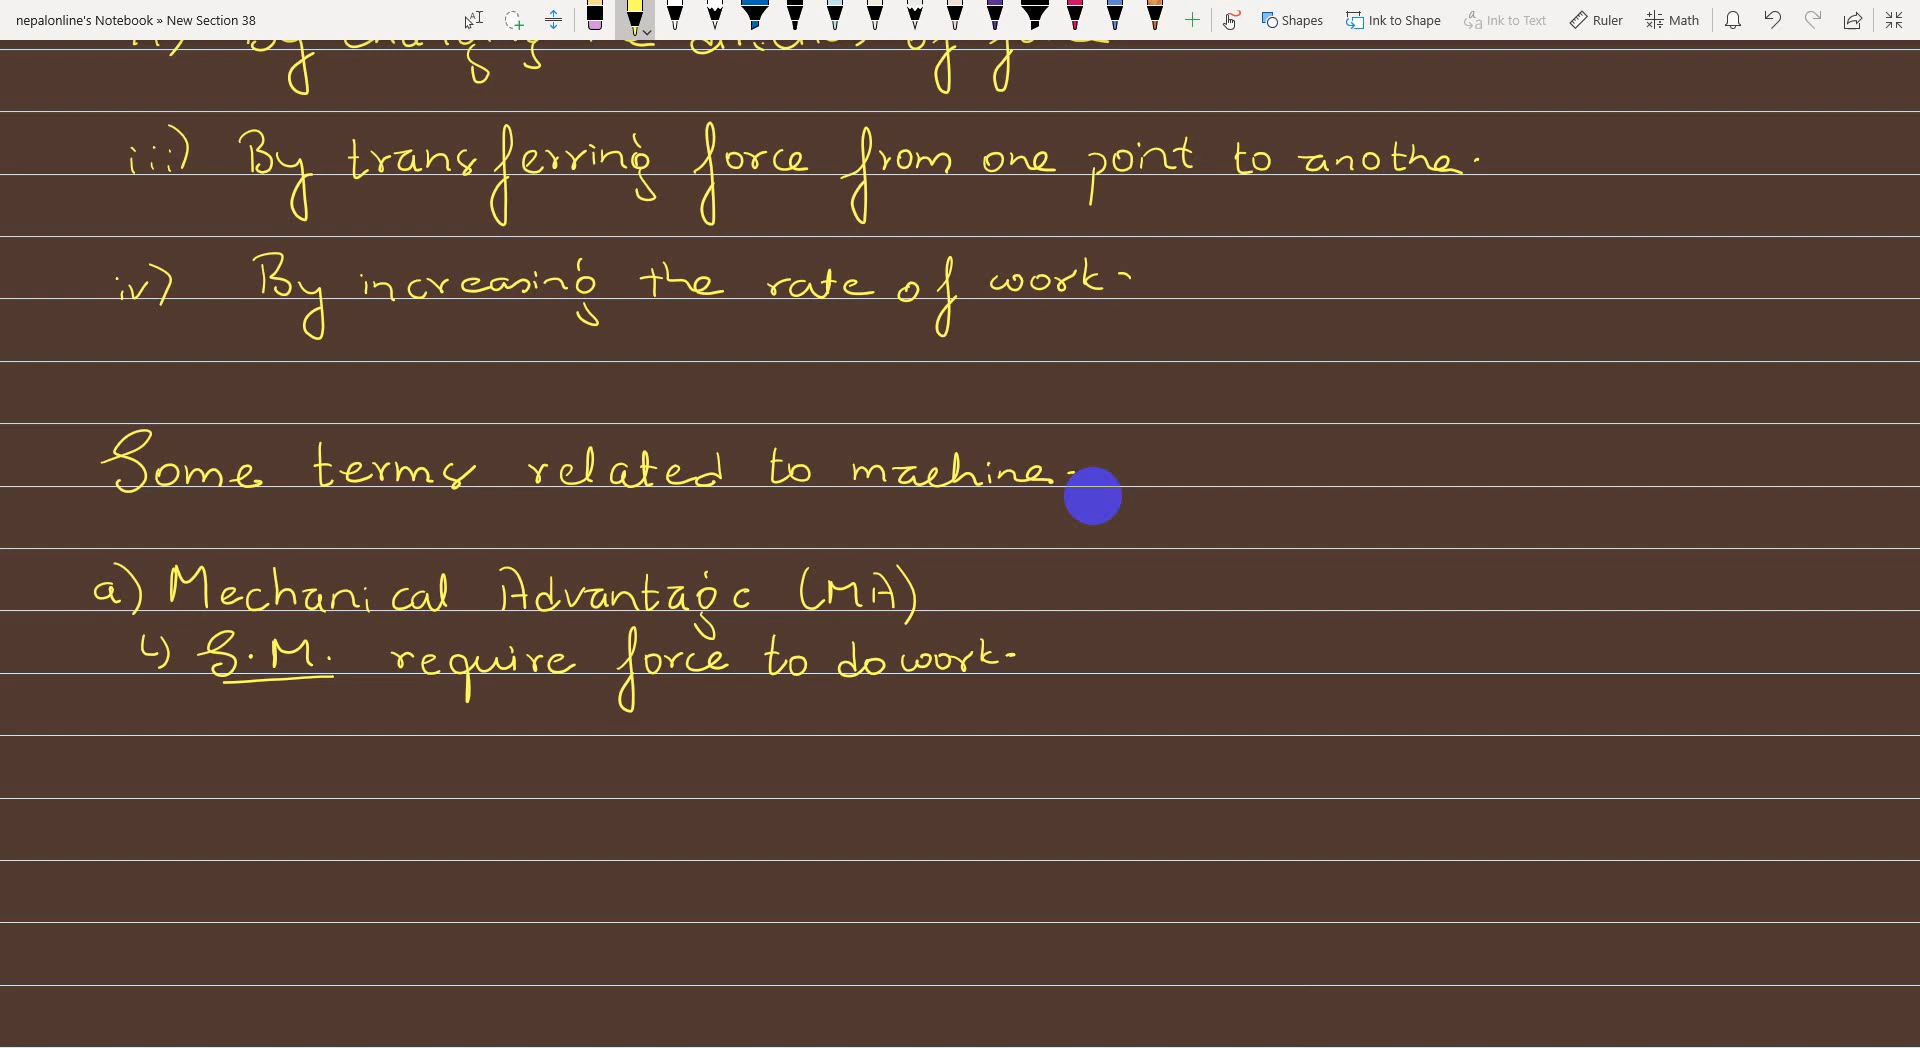 nepalonline's Notebook » New Section 38
Shapes Ink to Shape Ink to Text Ruler Math
iii) By transferring force from one point to anothe.
iv) By increasing the rate of work.
Some terms related to machine.
a) Mechanical Advantage (MA)
S.M. require force to do work.